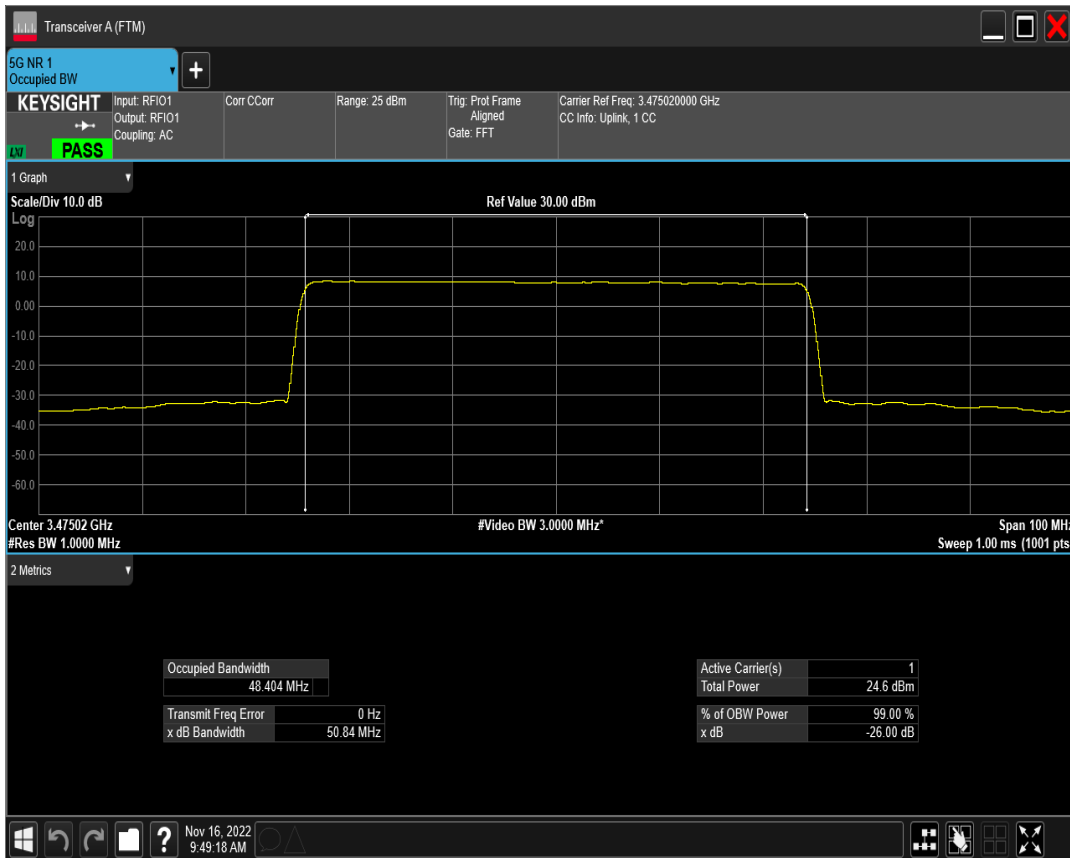 Transceiver A (FTM)
5G NR 1
Occupied BW
+
KEYSIGHT
LXI
PASS
Input: RFIO1
Output: RFIO1
Coupling: AC
Corr CCorr
Range: 25 dBm
Trig: Prot Frame
Aligned
Gate: FFT
Carrier Ref Freq: 3.475020000 GHz
CC Info: Uplink, 1 CC
1 Graph
Scale/Div 10.0 dB
Ref Value 30.00 dBm
Log
20.0
10.0
0.00
-10.0
-20.0
-30.0
-40.0
-50.0
-60.0
Center 3.47502 GHz
#Video BW 3.0000 MHz*
Span 100 MHz
#Res BW 1.0000 MHz
Sweep 1.00 ms (1001 pts
2 Metrics
Occupied Bandwidth
48.404 MHz
Transmit Freq Error 0 Hz
x dB Bandwidth 50.84 MHz
Active Carrier(s) 1
Total Power 24.6 dBm
% of OBW Power 99.00 %
x dB -26.00 dB
?
Nov 16, 2022
9:49:18 AM